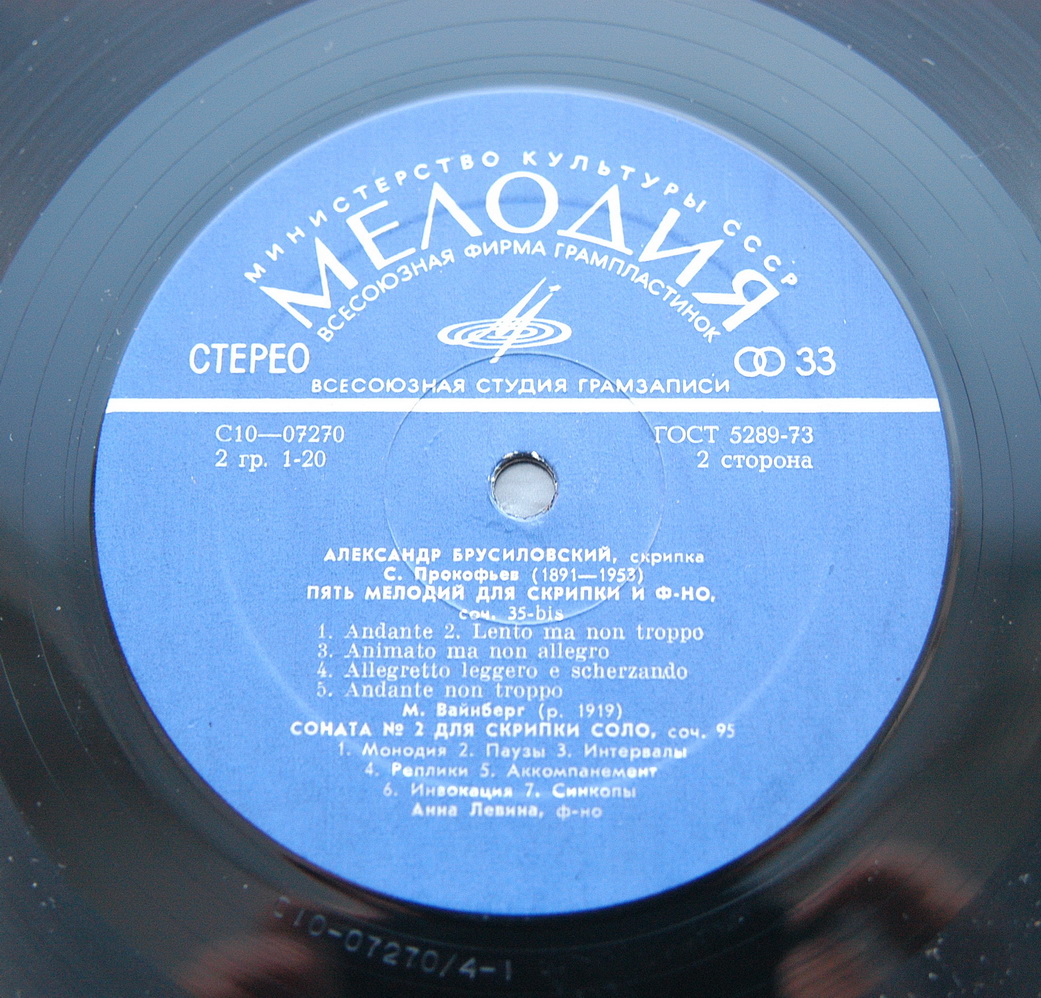 МИНИСТЕРСТВО КУЛЬТУРЫ СССР
МЕЛОДИЯ
ВСЕСОЮЗНАЯ ФИРМА ГРАМПЛАСТИНОК
СТЕРЕО
33
ВСЕСОЮЗНАЯ СТУДИЯ ГРАМЗАПИСИ
С10—07270
ГОСТ 5289-73
2 гр. 1-20
2 сторона
АЛЕКСАНДР БРУСИЛОВСКИЙ, скрипка
С. Прокофьев (1891—1953)
ПЯТЬ МЕЛОДИЙ ДЛЯ СКРИПКИ И Ф-НО,
соч. 35-bis
1. Andante 2. Lento ma non troppo
3. Animato ma non allegro
4. Allegretto leggero e scherzando
5. Andante non troppo
М. Вайнберг (р. 1919)
СОНАТА № 2 ДЛЯ СКРИПКИ СОЛО, соч. 95
1. Монодия 2. Паузы 3. Интервалы
4. Реплики 5. Аккомпанемент
6. Инвокация 7. Синкопы
Анна Левина, ф-но
С10-07270/4-1